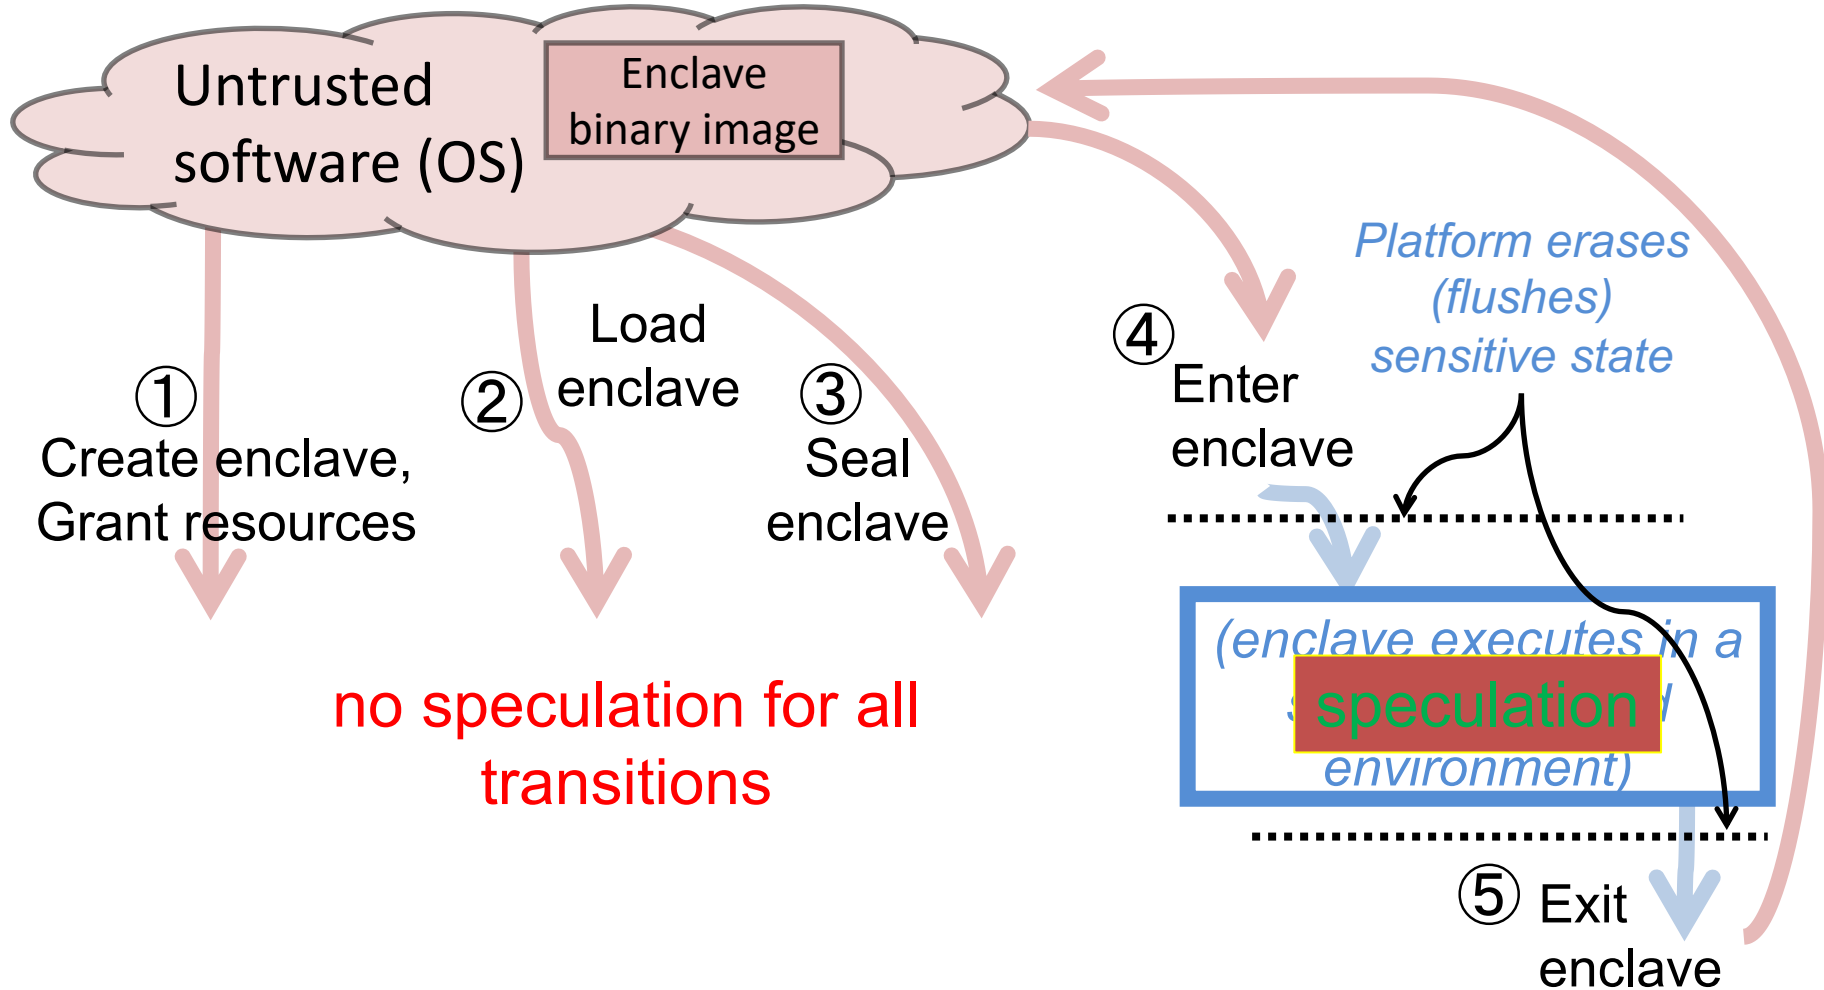 Untrusted
software (OS)
Enclave
binary image
①
Create enclave,
Grant resources
②
Load
enclave
③
Seal
enclave
④
Enter
enclave
Platform erases
(flushes)
sensitive state
(enclave executes in a
speculation
environment)
no speculation for all
transitions
⑤
Exit
enclave